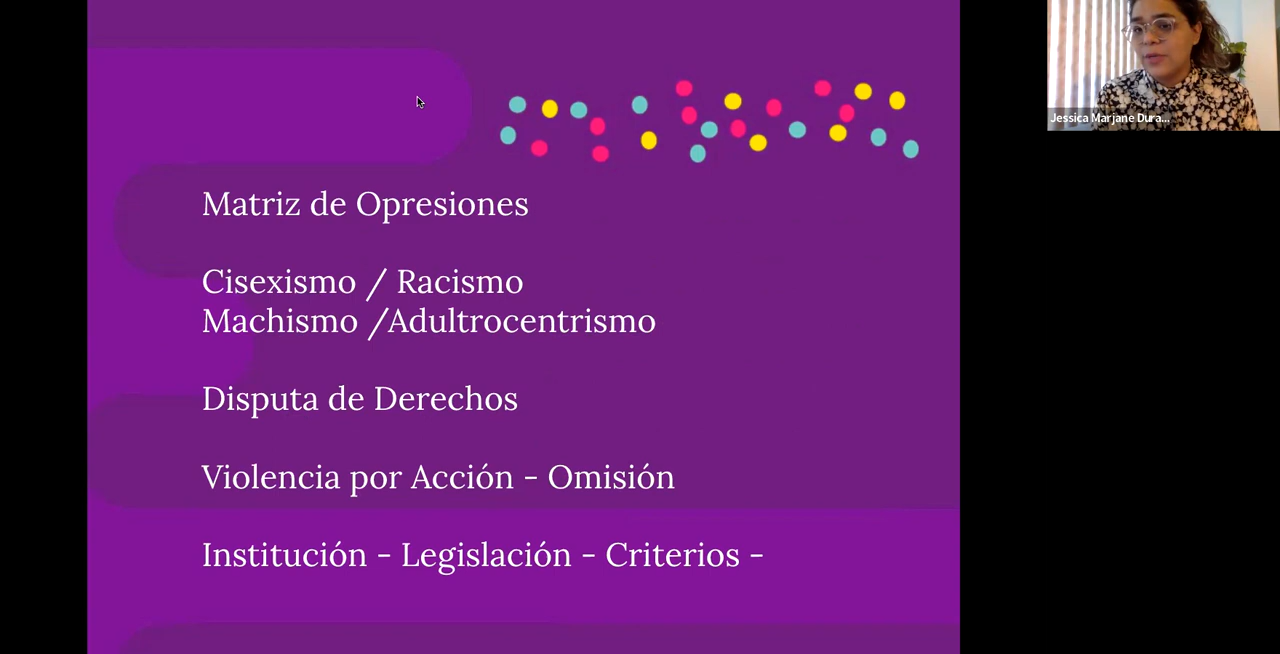 Matriz de Opresiones
Cisexismo / Racismo
Machismo /Adultrocentrismo
Disputa de Derechos
Violencia por Acción - Omisión
Institución - Legislación - Criterios -
Jessica Marjane Dura...